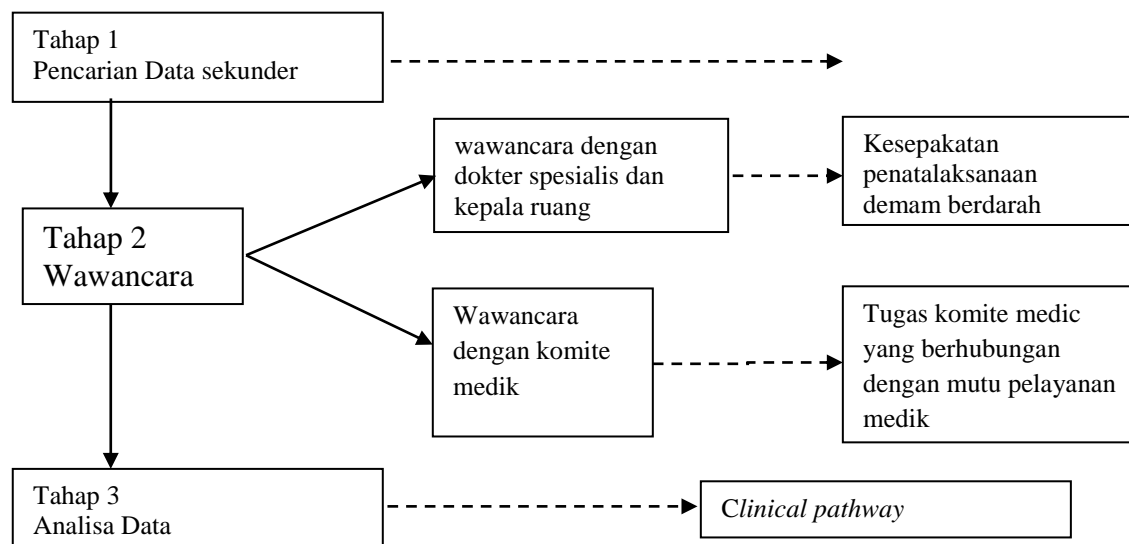 Tahap 1
Pencarian Data sekunder
wawancara dengan
dokter spesialis dan
kepala ruang
Kesepakatan
penatalaksanaan
demam berdarah
Tahap 2
Wawancara
Wawancara
dengan komite
medik
Tugas komite medic
yang berhubungan
dengan mutu pelayanan
medik
Tahap 3
Analisa Data
Clinical pathway